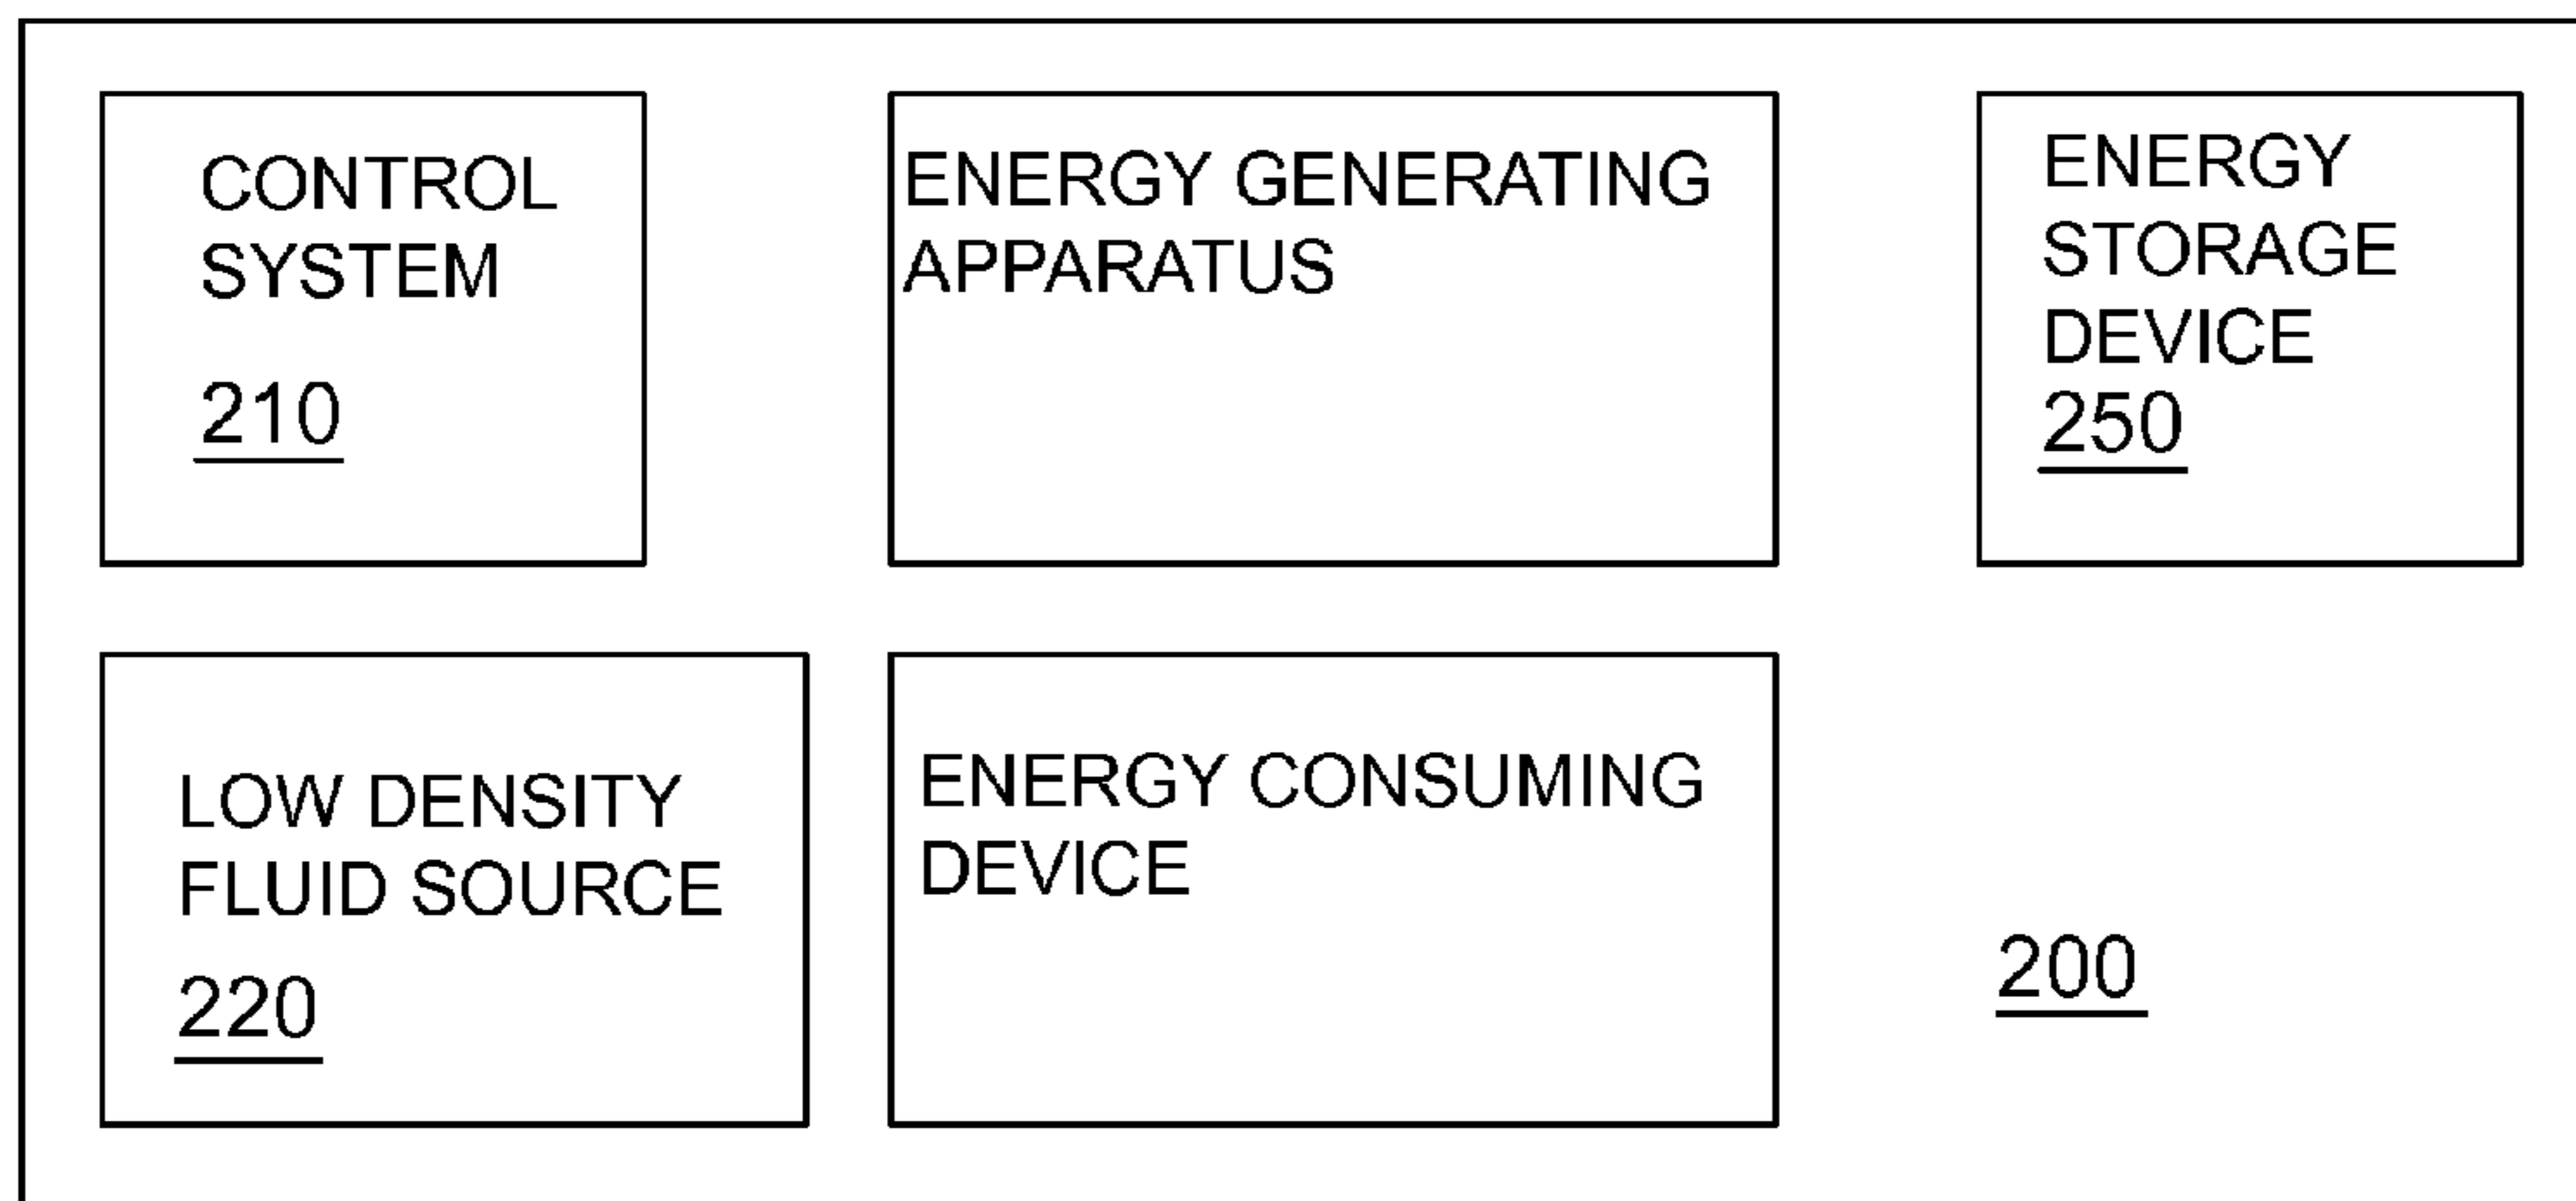 CONTROL
SYSTEM
210
ENERGY GENERATING
APPARATUS
ENERGY
STORAGE
DEVICE
250
LOW DENSITY
FLUID SOURCE
220
ENERGY CONSUMING
DEVICE
200